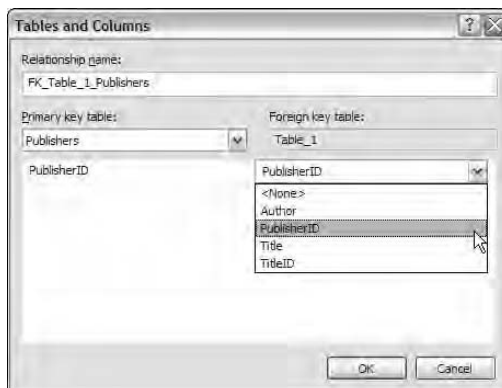 Tables and Columns
Relationship name:
FK_Table_1_Publishers
Primary key table:
Foreign key table:
Publishers
Table_1
PublisherID
PublisherID
<None>
Author
PublisherID
Title
TitleID
OK
Cancel